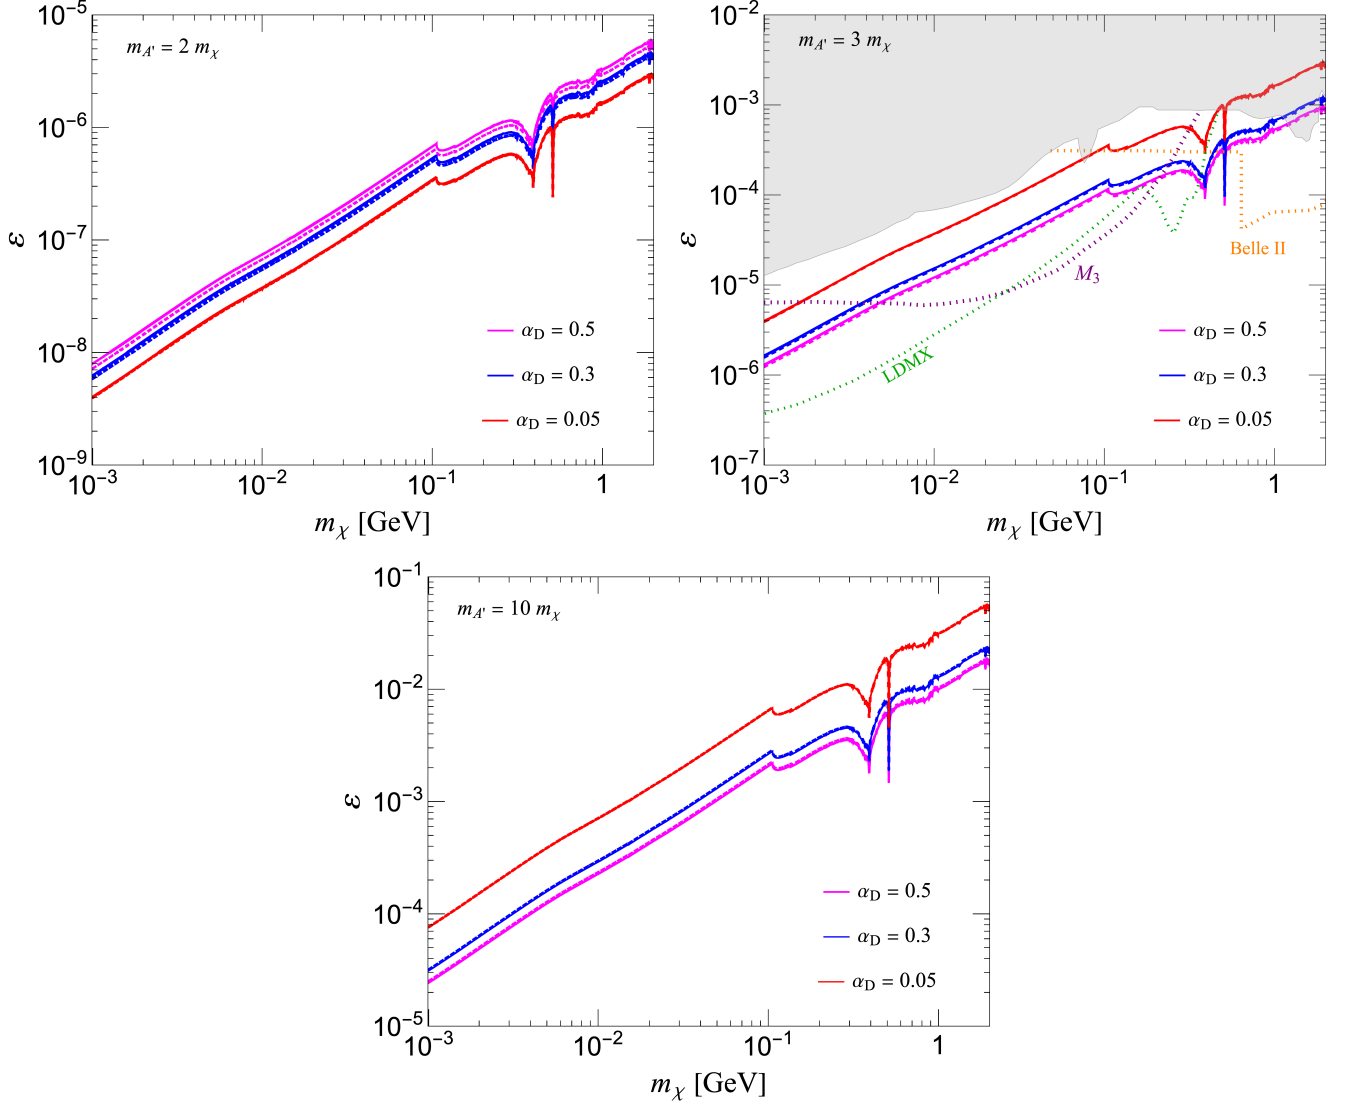 m_A' = 2 m_χ
10⁻⁵
10⁻⁶
10⁻⁷
10⁻⁸
10⁻⁹
ε
α_D = 0.5
α_D = 0.3
α_D = 0.05
10⁻³ 10⁻² 10⁻¹ 1
m_χ [GeV]
m_A' = 3 m_χ
10⁻²
10⁻³
10⁻⁴
10⁻⁵
10⁻⁶
10⁻⁷
ε
Belle II
M₃
LDMX
α_D = 0.5
α_D = 0.3
α_D = 0.05
10⁻³ 10⁻² 10⁻¹ 1
m_χ [GeV]
m_A' = 10 m_χ
10⁻¹
10⁻²
10⁻³
10⁻⁴
10⁻⁵
ε
α_D = 0.5
α_D = 0.3
α_D = 0.05
10⁻³ 10⁻² 10⁻¹ 1
m_χ [GeV]